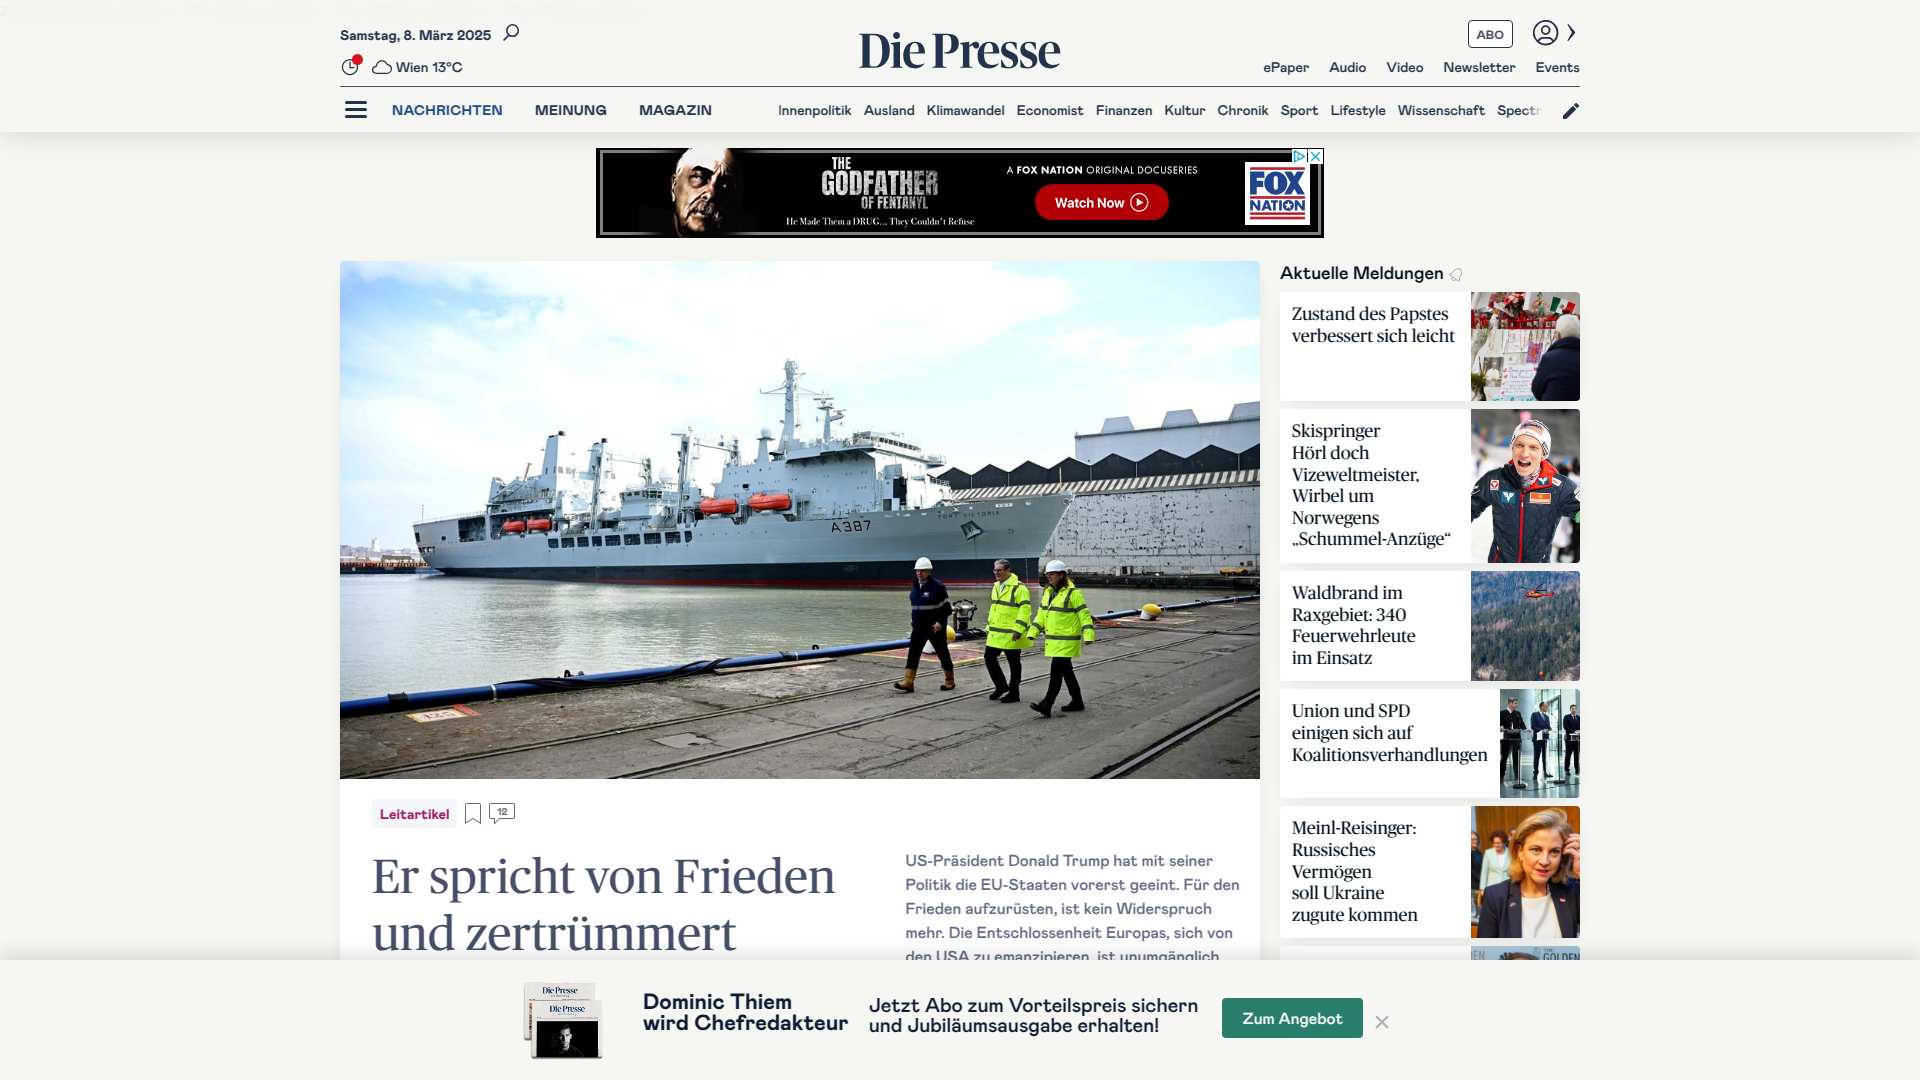 Samstag, 8. März 2025
Die Presse
ABO
Wien 13°C
ePaper Audio Video Newsletter Events
NACHRICHTEN MEINUNG MAGAZIN
Innenpolitik Ausland Klimawandel Economist Finanzen Kultur Chronik Sport Lifestyle Wissenschaft Spectr
THE
GODFATHER
OF FENTANYL
He Made Them a DRUG... They Couldn't Refuse
A FOX NATION ORIGINAL DOCUSERIES
Watch Now
FOX
NATION
A387
FORT VICTORIA
Leitartikel
12
Er spricht von Frieden
und zertrümmert
US-Präsident Donald Trump hat mit seiner
Politik die EU-Staaten vorerst geeint. Für den
Frieden aufzurüsten, ist kein Widerspruch
mehr. Die Entschlossenheit Europas, sich von
den USA zu emanzipieren, ist unumgänglich
Aktuelle Meldungen
Zustand des Papstes
verbessert sich leicht
Skispringer
Hörl doch
Vizeweltmeister,
Wirbel um
Norwegens
„Schummel-Anzüge“
Waldbrand im
Raxgebiet: 340
Feuerwehrleute
im Einsatz
Union und SPD
einigen sich auf
Koalitionsverhandlungen
Meinl-Reisinger:
Russisches
Vermögen
soll Ukraine
zugute kommen
GOLDEN
Die Presse
Die Presse
Dominic Thiem
wird Chefredakteur
Jetzt Abo zum Vorteilspreis sichern
und Jubiläumsausgabe erhalten!
Zum Angebot